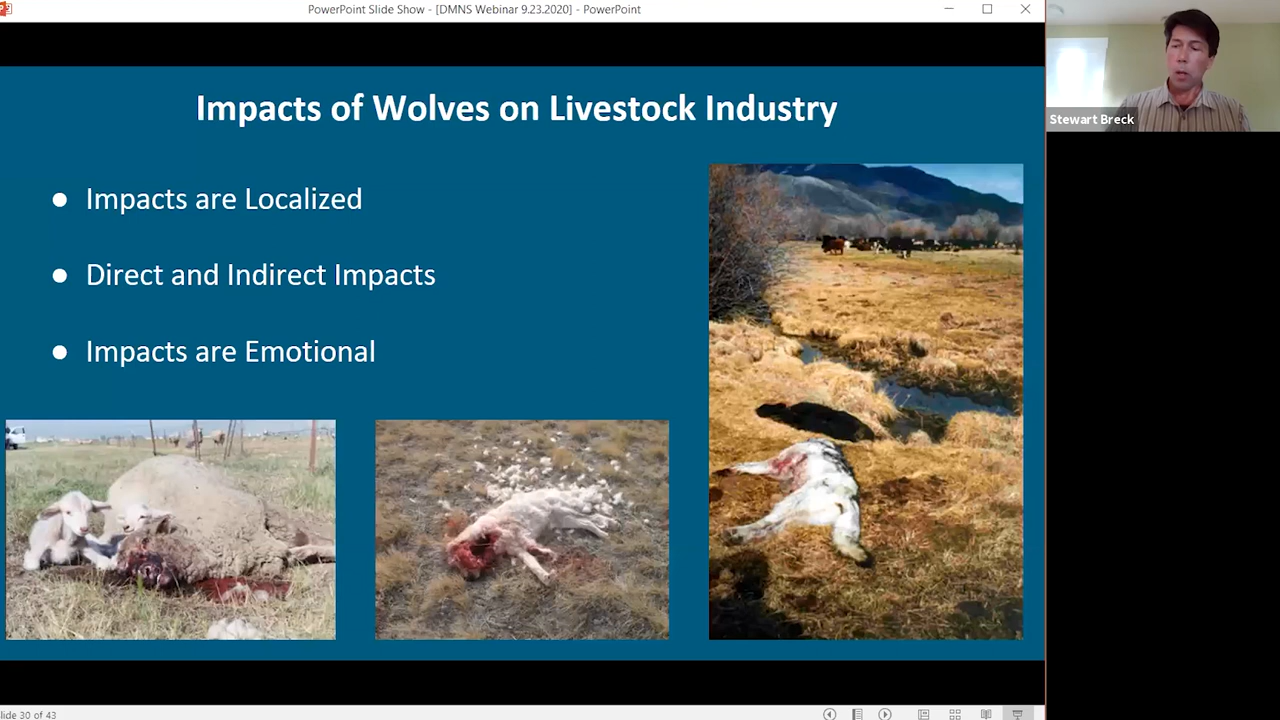 PowerPoint Slide Show - [DMNS Webinar 9.23.2020] - PowerPoint
Impacts of Wolves on Livestock Industry
Stewart Breck
● Impacts are Localized
● Direct and Indirect Impacts
● Impacts are Emotional
lide 30 of 43